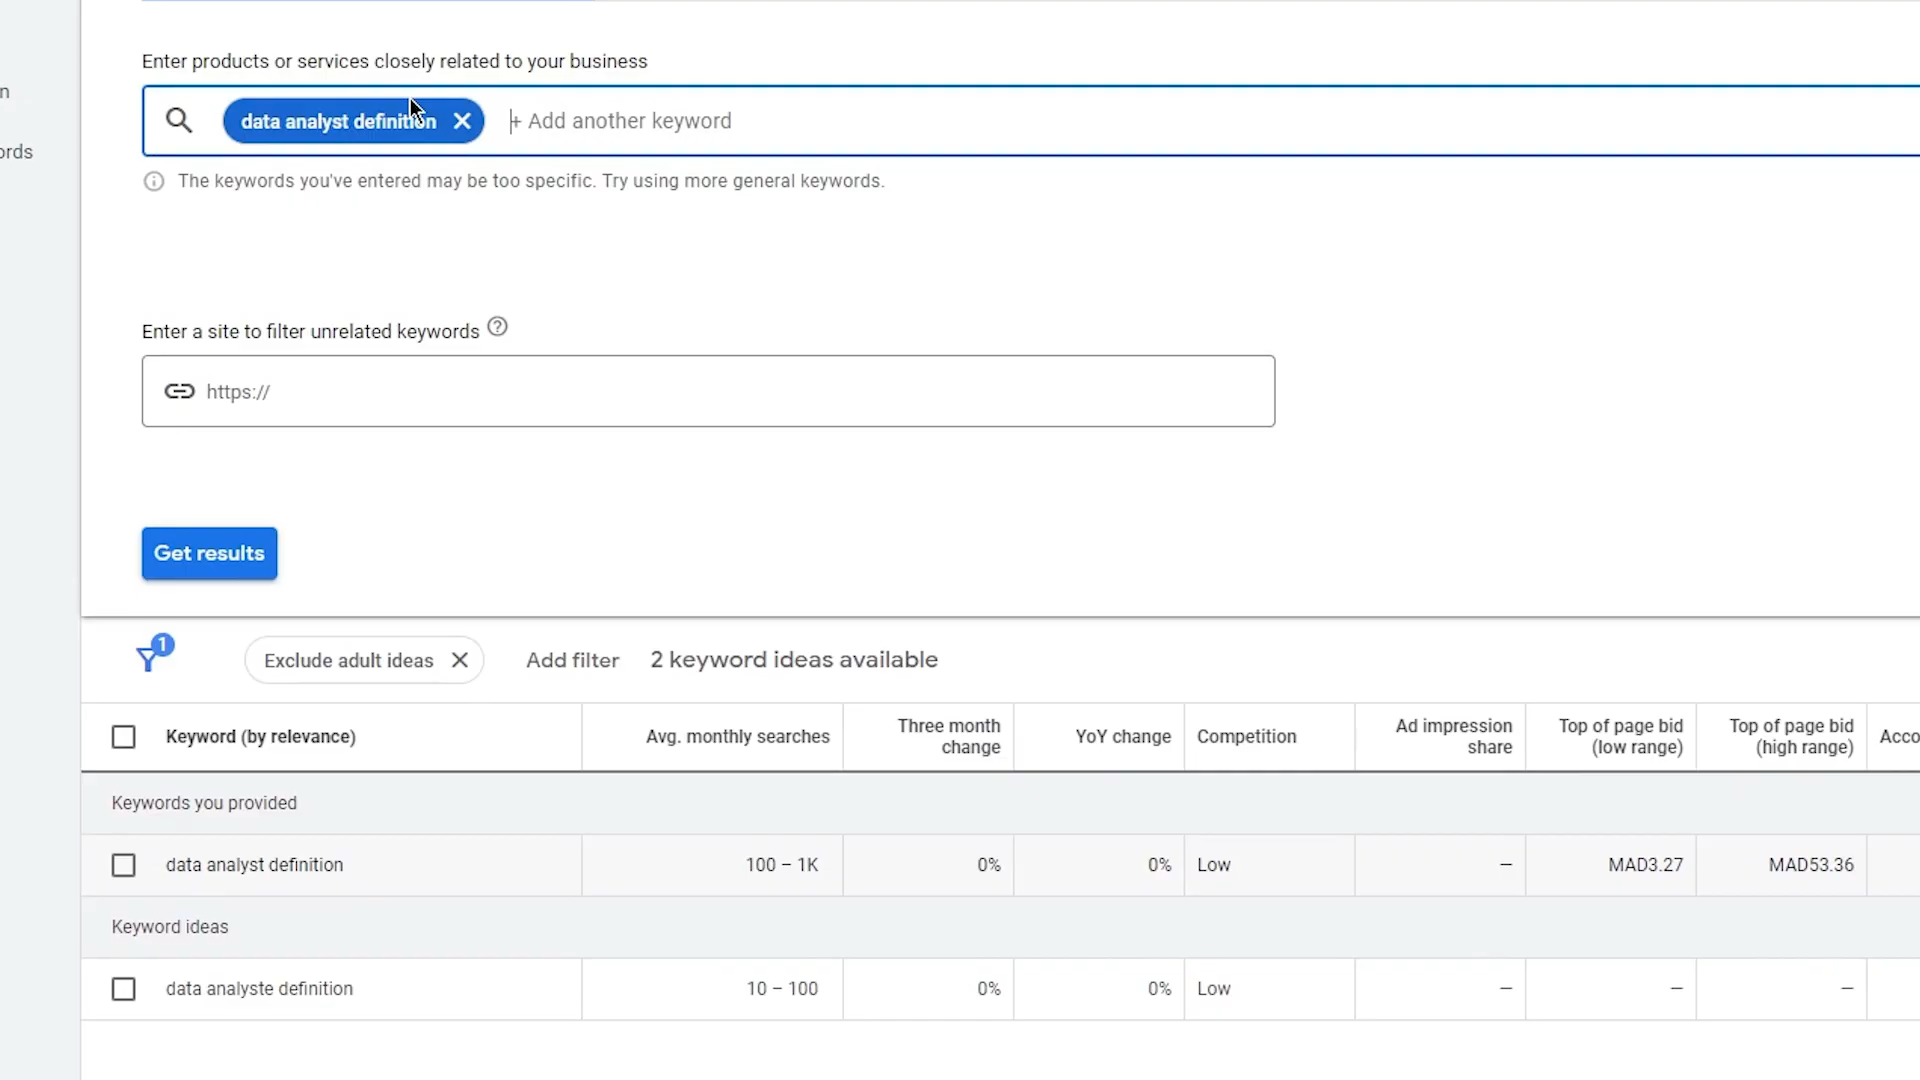 Enter products or services closely related to your business
n
data analyst definition
+ Add another keyword
ords
The keywords you've entered may be too specific. Try using more general keywords.
Enter a site to filter unrelated keywords
https://
Get results
1
Exclude adult ideas
Add filter
2 keyword ideas available
Keyword (by relevance)
Avg. monthly searches
Three month
change
YoY change
Competition
Ad impression
share
Top of page bid
(low range)
Top of page bid
(high range)
Acco
Keywords you provided
data analyst definition
100 – 1K
0%
0%
Low
–
MAD3.27
MAD53.36
Keyword ideas
data analyste definition
10 – 100
0%
0%
Low
–
–
–